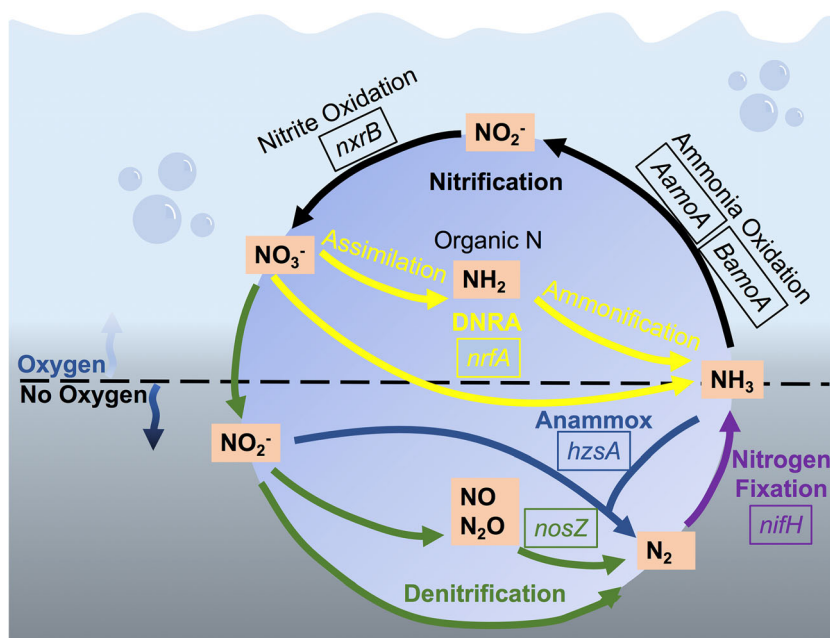 Nitrite Oxidation
nxrB
NO₂⁻
Nitrification
Ammonia Oxidation
AamoA
BamoA
NO₃⁻
Assimilation
Organic N
NH₂
Ammonification
DNRA
nrfA
Oxygen
No Oxygen
NH₃
NO₂⁻
Anammox
hzsA
Nitrogen
Fixation
nifH
NO
N₂O
nosZ
N₂
Denitrification